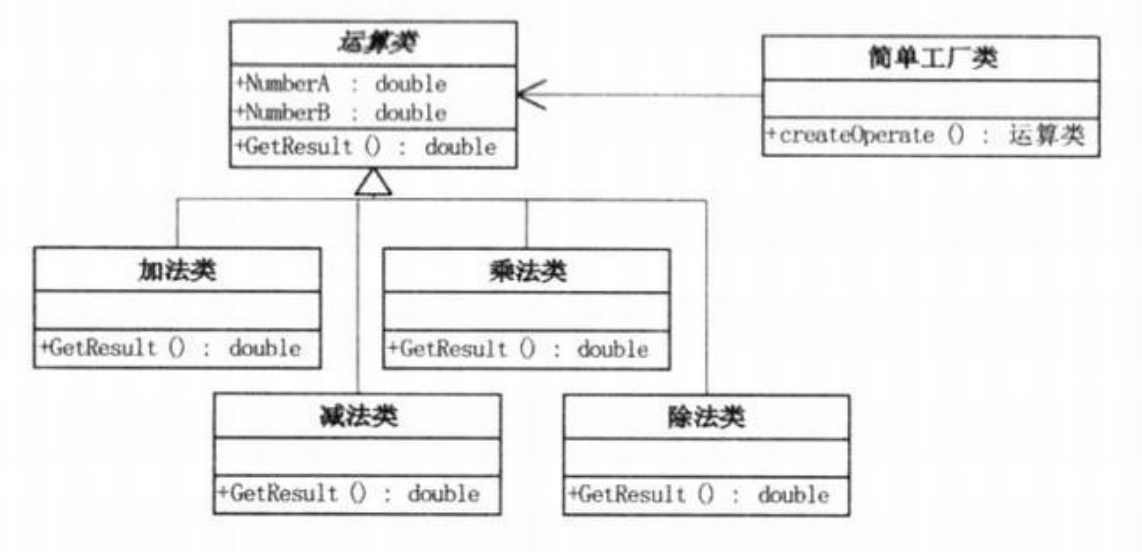 运算类
+NumberA : double
+NumberB : double
+GetResult () : double
简单工厂类
+createOperate () : 运算类
加法类
+GetResult () : double
乘法类
+GetResult () : double
减法类
+GetResult () : double
除法类
+GetResult () : double